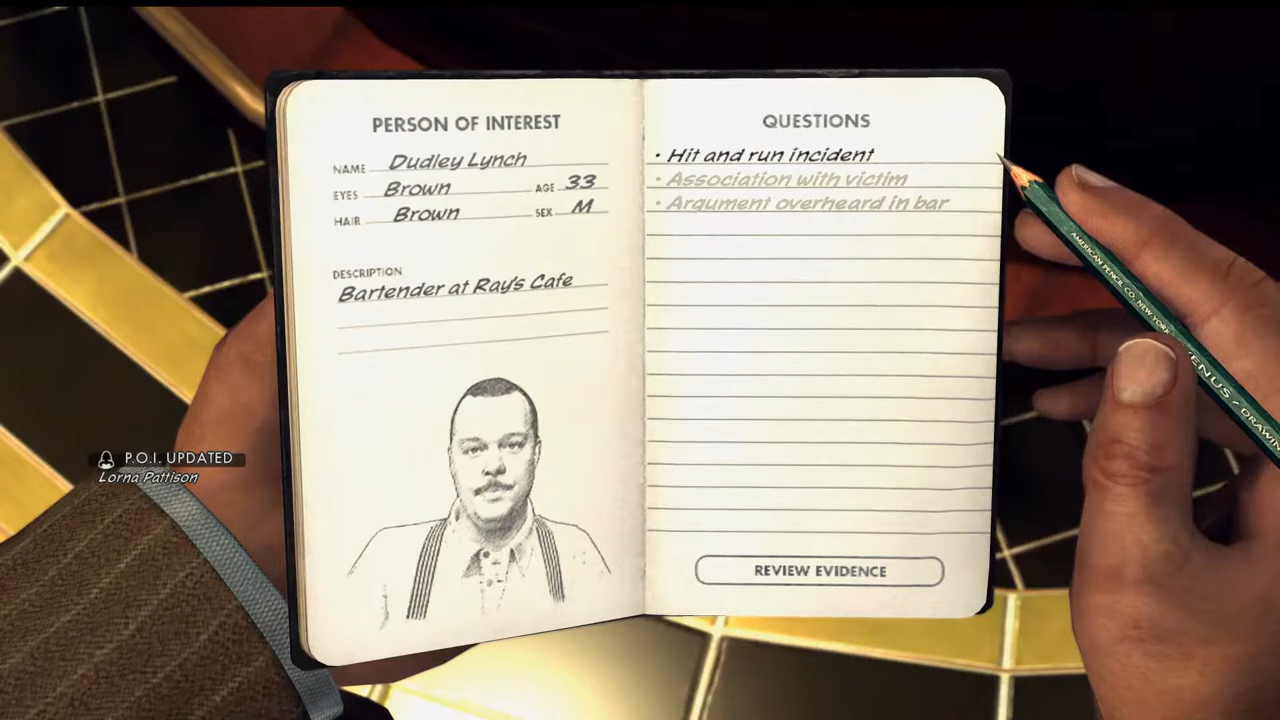 PERSON OF INTEREST
NAME Dudley Lynch
EYES Brown AGE 33
HAIR Brown SEX M
DESCRIPTION
Bartender at Ray's Cafe
QUESTIONS
• Hit and run incident
• Association with victim
• Argument overheard in bar
REVIEW EVIDENCE
P.O.I. UPDATED
Lorna Pattison
AMERICAN PENCIL CO. NEW YORK
VENUS / DRAWIN